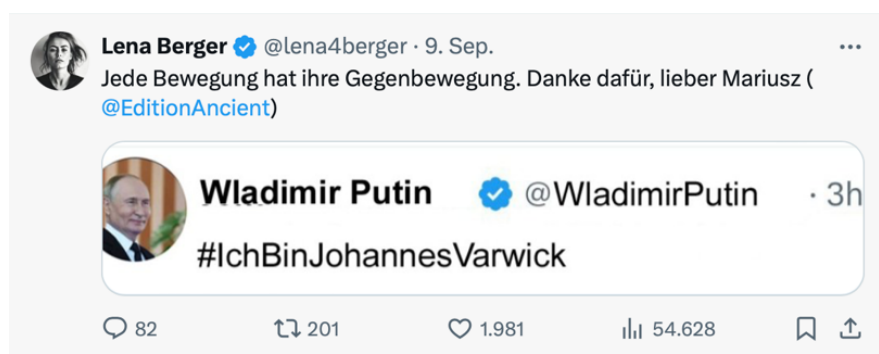 Lena Berger @lena4berger · 9. Sep.
Jede Bewegung hat ihre Gegenbewegung. Danke dafür, lieber Mariusz (
@EditionAncient)
Wladimir Putin @WladimirPutin · 3h
#IchBinJohannesVarwick
82 201 1.981 54.628